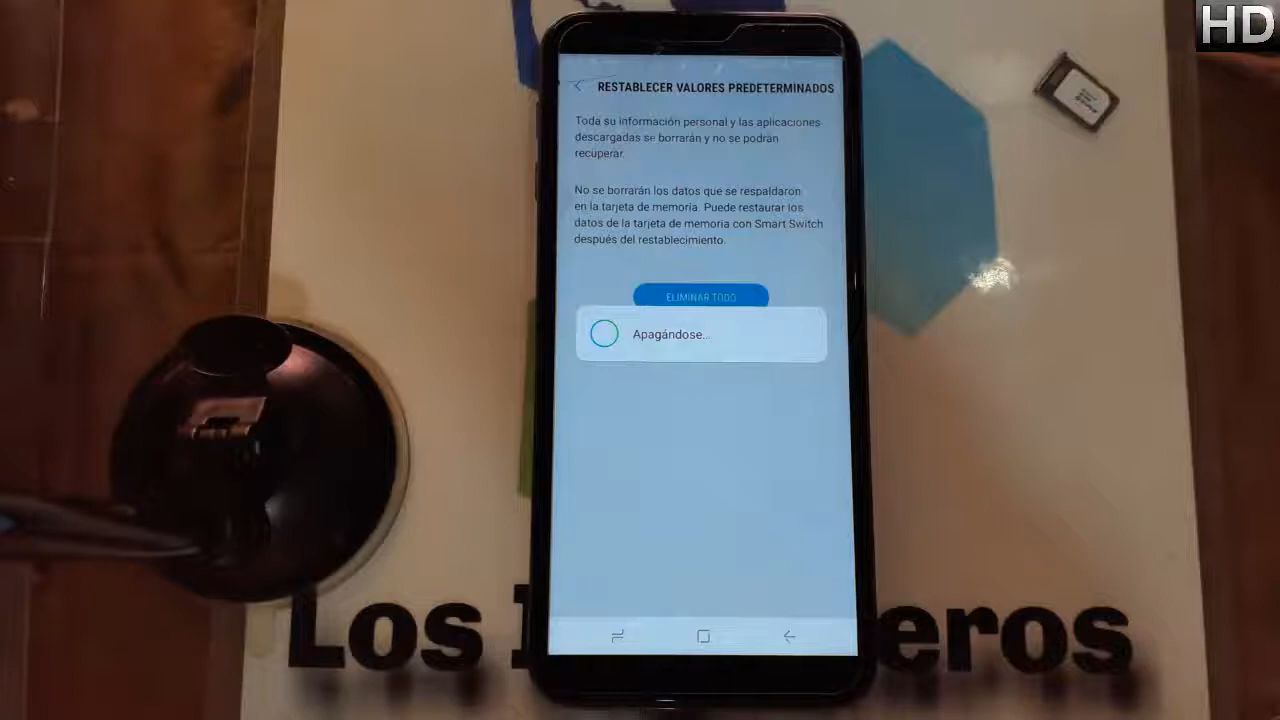 HD
RESTABLECER VALORES PREDETERMINADOS
Toda su información personal y las aplicaciones
descargadas se borrarán y no se podrán
recuperar.
No se borrarán los datos que se respaldaron
en la tarjeta de memoria. Puede restaurar los
datos de la tarjeta de memoria con Smart Switch
después del restablecimiento.
ELIMINAR TODO
Apagándose...
Los eros